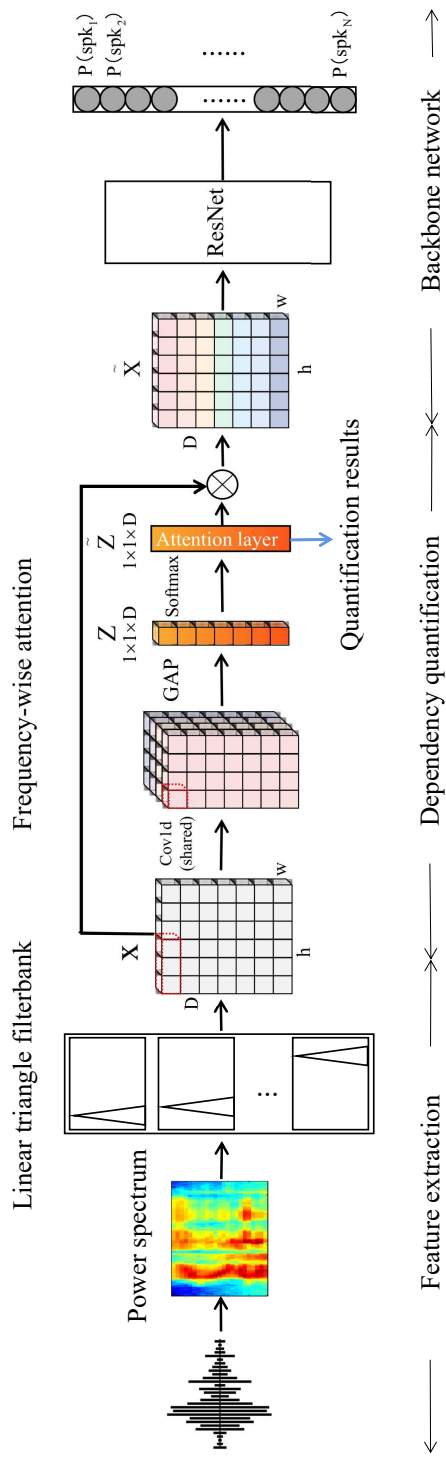 Linear triangle filterbank
Frequency-wise attention
Power spectrum
...
X
D
h
w
Cov1d
(shared)
GAP
Z
1×1×D
Softmax
~
Z
1×1×D
Attention layer
Quantification results
~
X
D
h
w
ResNet
P(spk₁)
P(spk₂)
......
......
P(spk_N)
Feature extraction
Dependency quantification
Backbone network